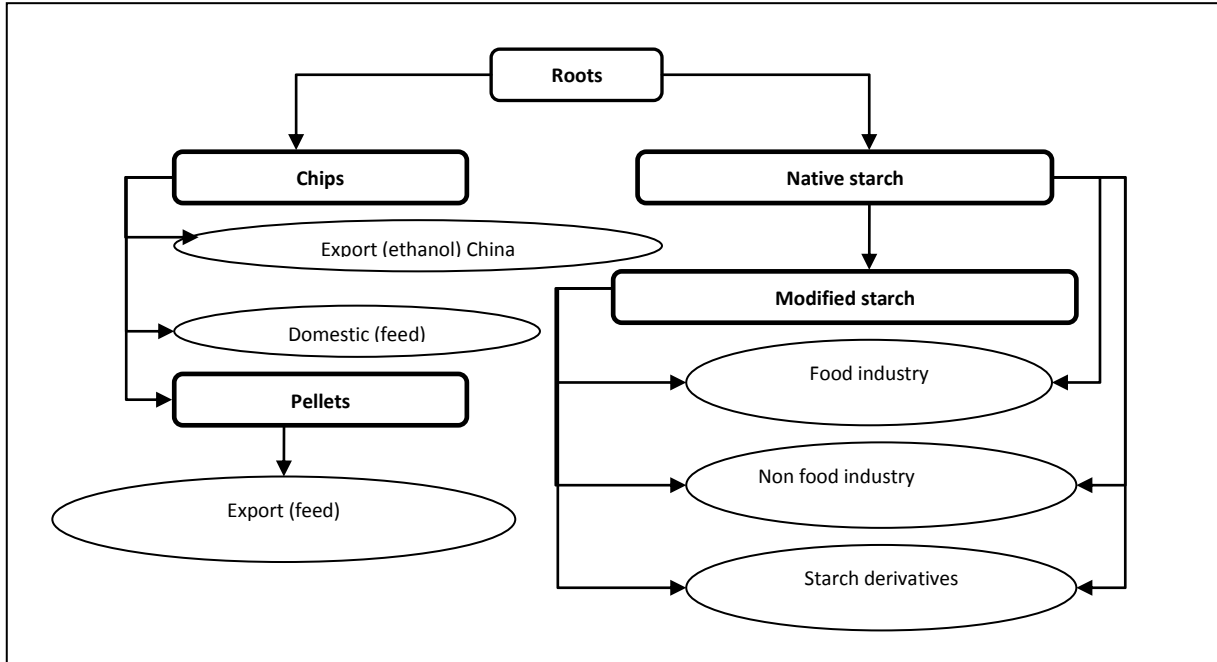 Roots
Chips
Native starch
Export (ethanol) China
Modified starch
Domestic (feed)
Food industry
Pellets
Non food industry
Export (feed)
Starch derivatives